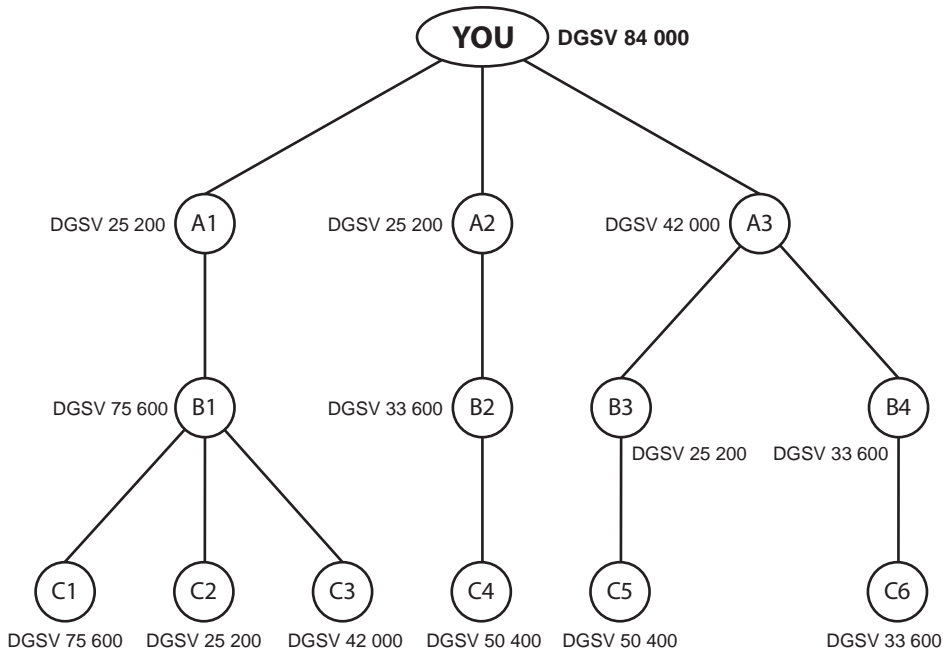 YOU DGSV 84 000
DGSV 25 200 A1 DGSV 25 200 A2 DGSV 42 000 A3
DGSV 75 600 B1 DGSV 33 600 B2 B3 B4
DGSV 25 200 DGSV 33 600
C1 C2 C3 C4 C5 C6
DGSV 75 600 DGSV 25 200 DGSV 42 000 DGSV 50 400 DGSV 50 400 DGSV 33 600